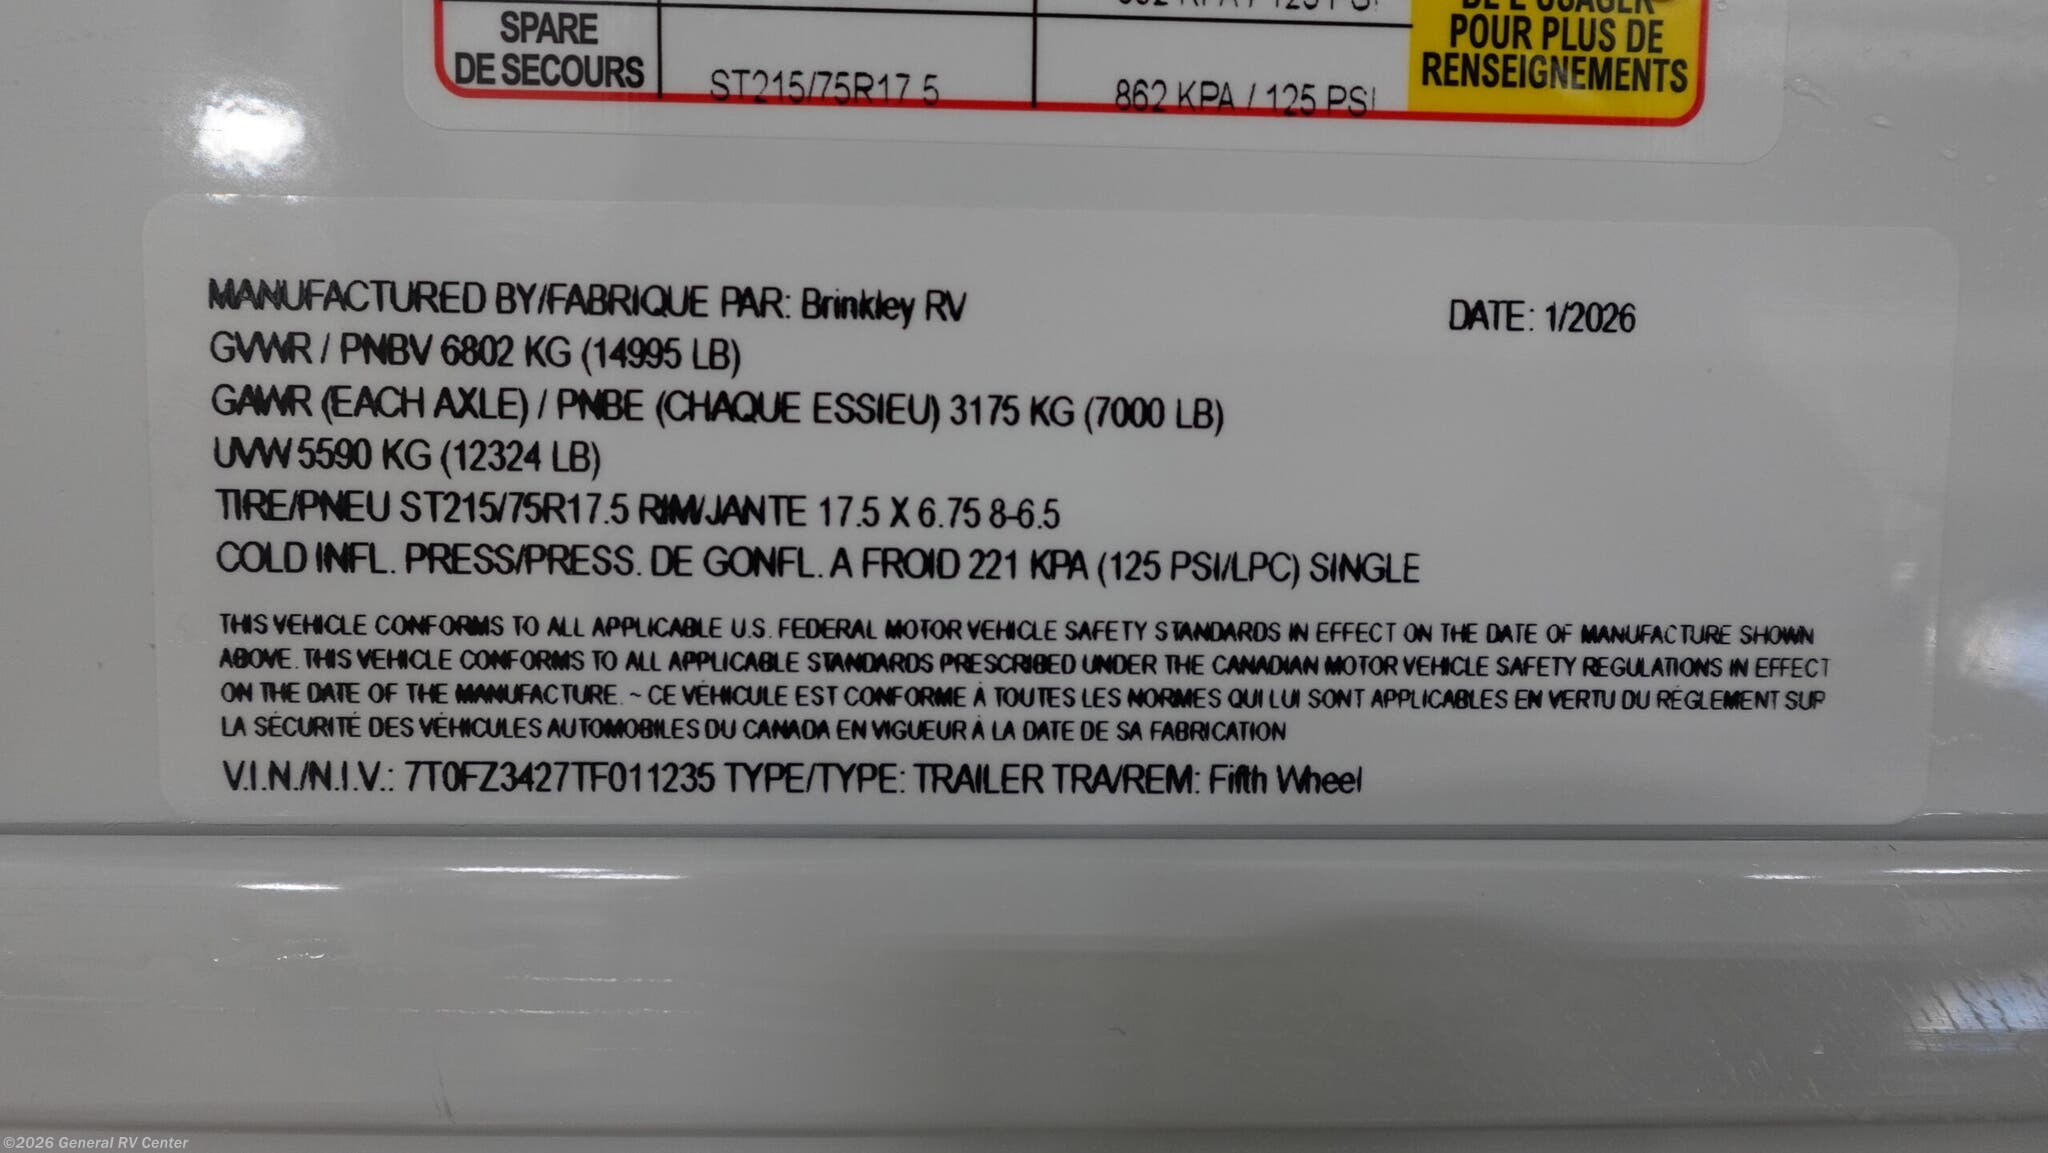 DE L'USAGER
SPARE
POUR PLUS DE
DE SECOURS
ST215/75R17 5
862 KPA / 125 PSI
RENSEIGNEMENTS
MANUFACTURED BY/FABRIQUE PAR: Brinkley RV
DATE: 1/2026
GVWR / PNBV 6802 KG (14995 LB)
GAWR (EACH AXLE) / PNBE (CHAQUE ESSIEU) 3175 KG (7000 LB)
UVW 5590 KG (12324 LB)
TIRE/PNEU ST215/75R17.5 RIM/JANTE 17.5 X 6.75 8-6.5
COLD INFL. PRESS/PRESS. DE GONFL. A FROID 221 KPA (125 PSI/LPC) SINGLE
THIS VEHICLE CONFORMS TO ALL APPLICABLE U.S. FEDERAL MOTOR VEHICLE SAFETY STANDARDS IN EFFECT ON THE DATE OF MANUFACTURE SHOWN
ABOVE. THIS VEHICLE CONFORMS TO ALL APPLICABLE STANDARDS PRESCRIBED UNDER THE CANADIAN MOTOR VEHICLE SAFETY REGULATIONS IN EFFECT
ON THE DATE OF THE MANUFACTURE. ~ CE VÉHICULE EST CONFORME À TOUTES LES NORMES QUI LUI SONT APPLICABLES EN VERTU DU RÈGLEMENT SUR
LA SÉCURITÉ DES VÉHICULES AUTOMOBILES DU CANADA EN VIGUEUR À LA DATE DE SA FABRICATION
V.I.N./N.I.V.: 7T0FZ3427TF011235 TYPE/TYPE: TRAILER TRA/REM: Fifth Wheel
©2026 General RV Center